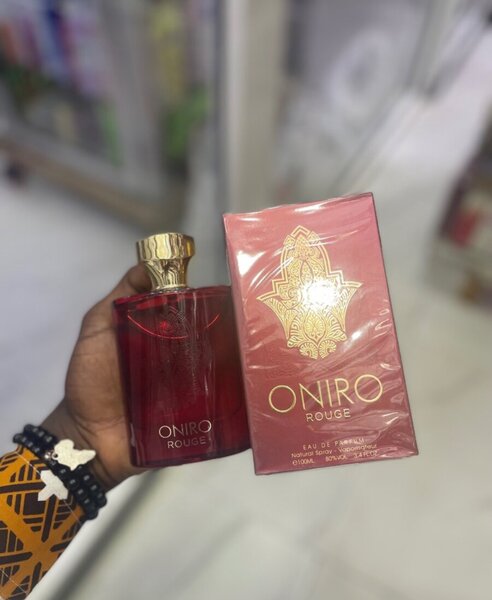 ONIRO
ROUGE
ONIRO
ROUGE
EAU DE PARFUM
Natural Spray - Vaporisateur
℮100ML 80%VOL 3.4 FL.OZ